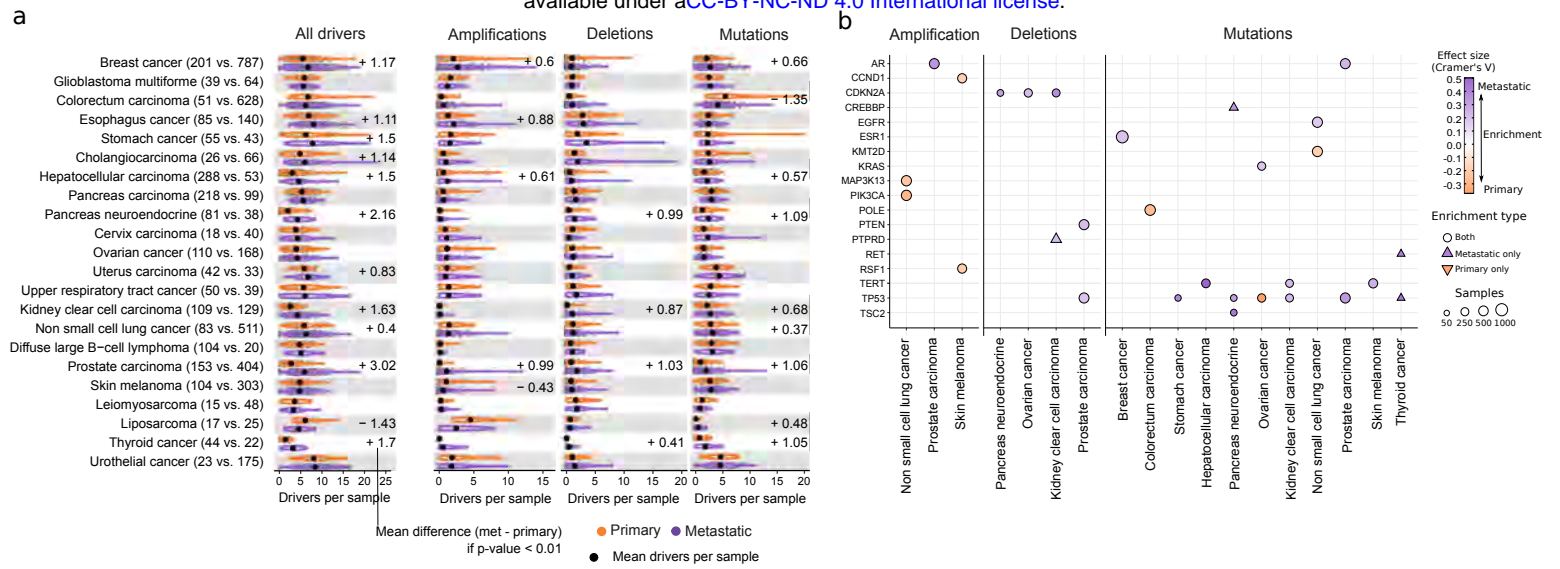 available under aCC-BY-NC-ND 4.0 International license.
a
All drivers
Amplifications
Deletions
Mutations
Breast cancer (201 vs. 787)
+ 1.17
+ 0.6
+ 0.66
Glioblastoma multiforme (39 vs. 64)
Colorectum carcinoma (51 vs. 628)
− 1.35
Esophagus cancer (85 vs. 140)
+ 1.11
+ 0.88
Stomach cancer (55 vs. 43)
+ 1.5
Cholangiocarcinoma (26 vs. 66)
+ 1.14
Hepatocellular carcinoma (288 vs. 53)
+ 1.5
+ 0.61
+ 0.57
Pancreas carcinoma (218 vs. 99)
Pancreas neuroendocrine (81 vs. 38)
+ 2.16
+ 0.99
+ 1.09
Cervix carcinoma (18 vs. 40)
Ovarian cancer (110 vs. 168)
Uterus carcinoma (42 vs. 33)
+ 0.83
Upper respiratory tract cancer (50 vs. 39)
Kidney clear cell carcinoma (109 vs. 129)
+ 1.63
+ 0.87
+ 0.68
Non small cell lung cancer (83 vs. 511)
+ 0.4
+ 0.37
Diffuse large B−cell lymphoma (104 vs. 20)
Prostate carcinoma (153 vs. 404)
+ 3.02
+ 0.99
+ 1.03
+ 1.06
Skin melanoma (104 vs. 303)
− 0.43
Leiomyosarcoma (15 vs. 48)
Liposarcoma (17 vs. 25)
− 1.43
+ 0.48
Thyroid cancer (44 vs. 22)
+ 1.7
+ 0.41
+ 1.05
Urothelial cancer (23 vs. 175)
0 5 10 15 20 25
0 5 10 15
0 5 10 15 20
0 5 10 15 20
Drivers per sample
Drivers per sample
Drivers per sample
Drivers per sample
Mean difference (met - primary)
if p-value < 0.01
Primary
Metastatic
Mean drivers per sample
b
Amplification
Deletions
Mutations
AR
CCND1
CDKN2A
CREBBP
EGFR
ESR1
KMT2D
KRAS
MAP3K13
PIK3CA
POLE
PTEN
PTPRD
RET
RSF1
TERT
TP53
TSC2
Non small lung cancer
Prostate carcinoma
Skin melanoma
Pancreas neuroendocrine
Ovarian cancer
Kidney clear cell carcinoma
Prostate carcinoma
Breast cancer
Colorectum carcinoma
Stomach cancer
Hepatocellular carcinoma
Pancreas neuroendocrine
Ovarian cancer
Kidney clear cell carcinoma
Non small cell lung cancer
Prostate carcinoma
Skin melanoma
Thyroid cancer
Effect size
(Cramer's V)
0.5
0.4
0.3
0.2
0.1
0.0
-0.1
-0.2
-0.3
Metastatic
Enrichment
Primary
Enrichment type
Both
Metastatic only
Primary only
Samples
50 250 500 1000